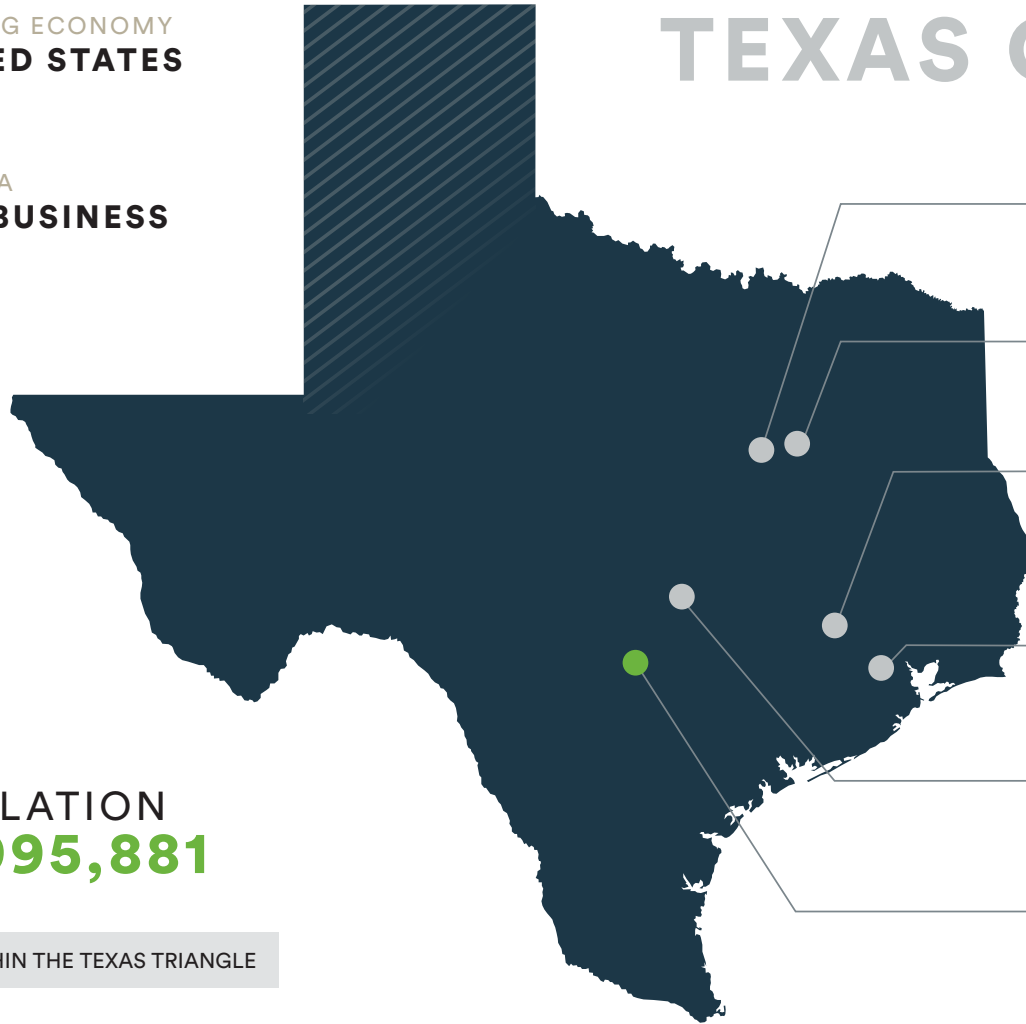 G ECONOMY
ED STATES
TEXAS
A
BUSINESS
LATION
95,881
HIN THE TEXAS TRIANGLE